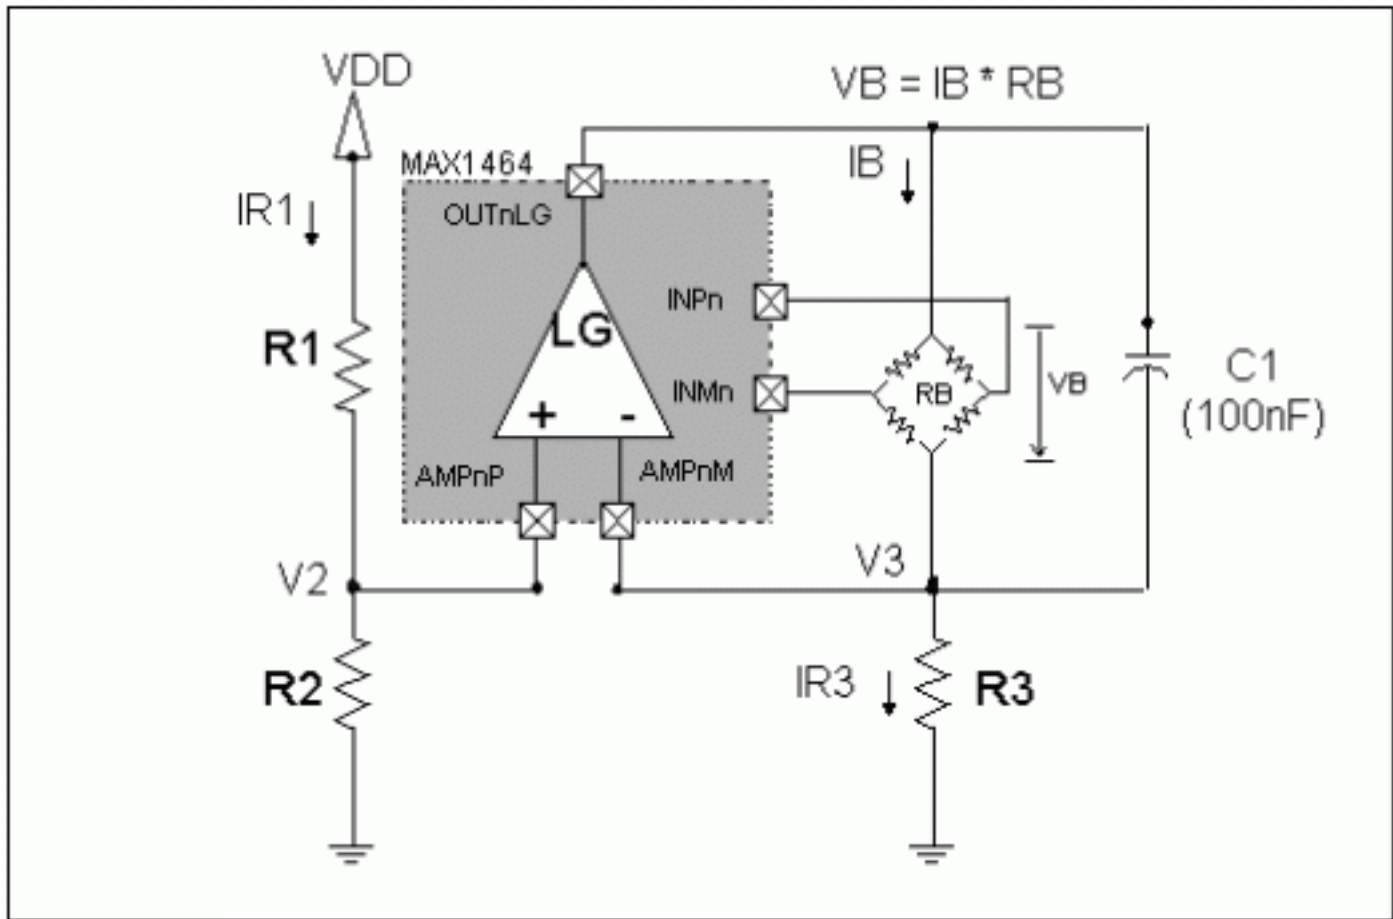 VDD
VB = IB * RB
MAX1464
IB
IR1
OUTnLG
INPn
LG
R1
INMn
RB
VB
C1
(100nF)
+
-
AMPnP
AMPnM
V2
V3
R2
IR3
R3